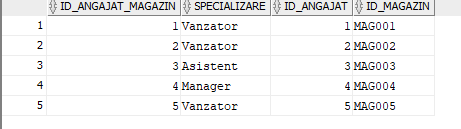 ID_ANGAJAT_MAGAZIN SPECIALIZARE ID_ANGAJAT ID_MAGAZIN
1 1 Vanzator 1 MAG001
2 2 Vanzator 2 MAG002
3 3 Asistent 3 MAG003
4 4 Manager 4 MAG004
5 5 Vanzator 5 MAG005